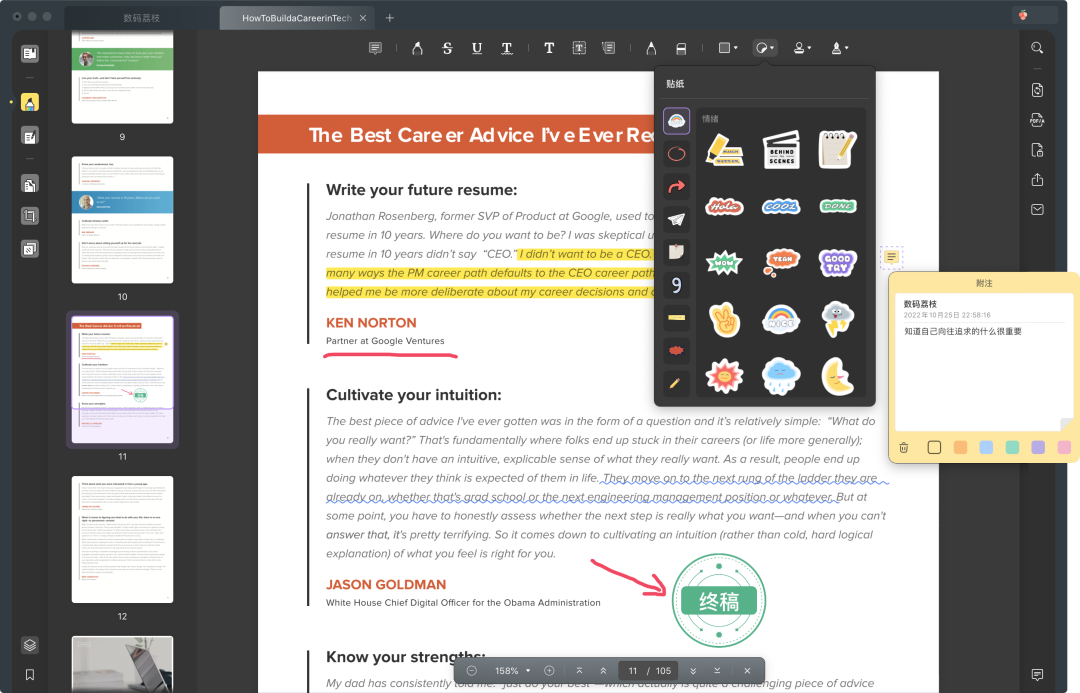 数码荔枝
HowToBuildaCareerinTech
9
10
11
12
贴纸
情绪
BEHIND
THE
SCENES
Hola
COOL
DONE
WOW
YEAH
GOOD
TRY
NICE
The Best Career Advice I've Ever Rec
Write your future resume:
Jonathan Rosenberg, former SVP of Product at Google, used to
resume in 10 years. Where do you want to be? I was skeptical u
resume in 10 years didn't say "CEO." I didn't want to be a CEO.
many ways the PM career path defaults to the CEO career path
helped me be more deliberate about my career decisions and
KEN NORTON
Partner at Google Ventures
Cultivate your intuition:
The best piece of advice I've ever gotten was in the form of a question and it's relatively simple: "What do
you really want?" That's fundamentally where folks end up stuck in their careers (or life more generally);
when they don't have an intuitive, explicable sense of what they really want. As a result, people end up
doing whatever they think is expected of them in life. They move on to the next rung of the ladder they are
already on, whether that's grad school or the next engineering management position or whatever. But at
some point, you have to honestly assess whether the next step is really what you want—and when you can't
answer that, it's pretty terrifying. So it comes down to cultivating an intuition (rather than cold, hard logical
explanation) of what you feel is right for you.
JASON GOLDMAN
White House Chief Digital Officer for the Obama Administration
终稿
Know your strengths:
My dad has consistently told me: "just do your best"—which actually is quite a challenging piece of advice
158%
11 / 105
附注
数码荔枝
2022年10月25日 22:58:16
知道自己向往追求的什么很重要
PDF/A